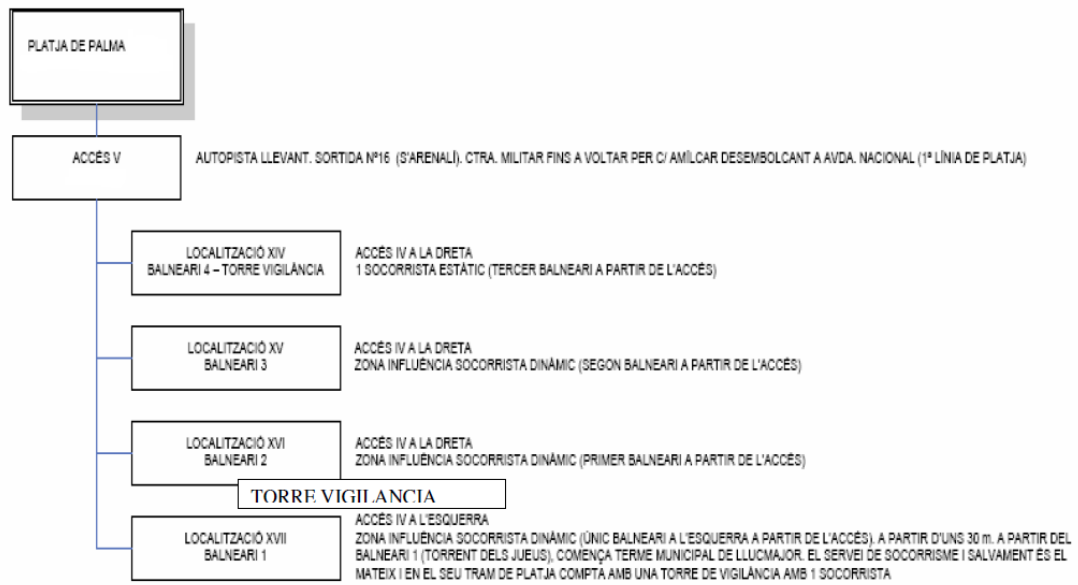 PLATJA DE PALMA
ACCÉS V
AUTOPISTA LLEVANT. SORTIDA Nº16 (S'ARENALÍ). CTRA. MILITAR FINS A VOLTAR PER C/ AMÍLCAR DESEMBOLCANT A AVDA. NACIONAL (1ª LÍNIA DE PLATJA)
LOCALITZACIÓ XIV
BALNEARI 4 – TORRE VIGILÀNCIA
ACCÉS IV A LA DRETA
1 SOCORRISTA ESTÀTIC (TERCER BALNEARI A PARTIR DE L'ACCÉS)
LOCALITZACIÓ XV
BALNEARI 3
ACCÉS IV A LA DRETA
ZONA INFLUÈNCIA SOCORRISTA DINÀMIC (SEGON BALNEARI A PARTIR DE L'ACCÉS)
LOCALITZACIÓ XVI
BALNEARI 2
ACCÉS IV A LA DRETA
ZONA INFLUÈNCIA SOCORRISTA DINÀMIC (PRIMER BALNEARI A PARTIR DE L'ACCÉS)
TORRE VIGILANCIA
LOCALITZACIÓ XVII
BALNEARI 1
ACCÉS IV A L'ESQUERRA
ZONA INFLUÈNCIA SOCORRISTA DINÀMIC (ÚNIC BALNEARI A L'ESQUERRA A PARTIR DE L'ACCÉS). A PARTIR D'UNS 30 m. A PARTIR DEL
BALNEARI 1 (TORRENT DELS JUEUS), COMENÇA TERME MUNICIPAL DE LLUCMAJOR. EL SERVEI DE SOCORRISME I SALVAMENT ÉS EL
MATEIX I EN EL SEU TRAM DE PLATJA COMPTA AMB UNA TORRE DE VIGILÀNCIA AMB 1 SOCORRISTA